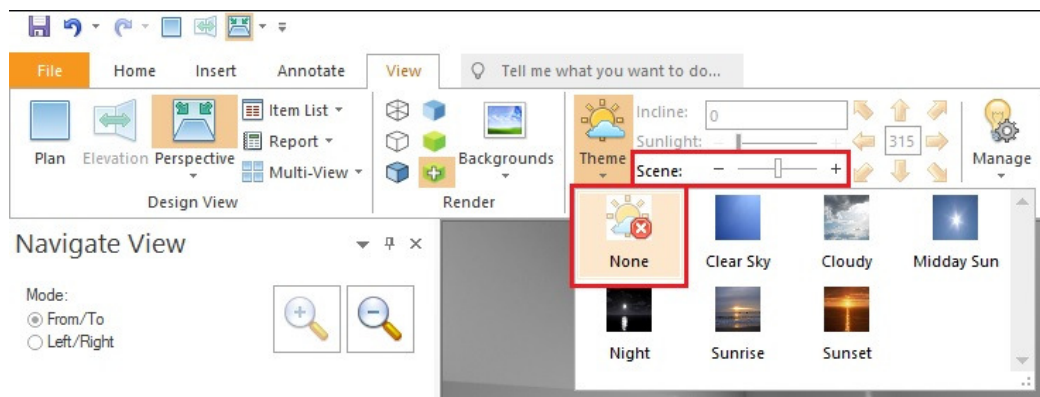 File Home Insert Annotate View Tell me what you want to do...
Item List Incline: 0
Report Sunlight: 315
Plan Elevation Perspective Backgrounds Theme Manage
Multi-View Scene:
Design View Render
Navigate View
None Clear Sky Cloudy Midday Sun
Mode:
From/To
Left/Right
Night Sunrise Sunset